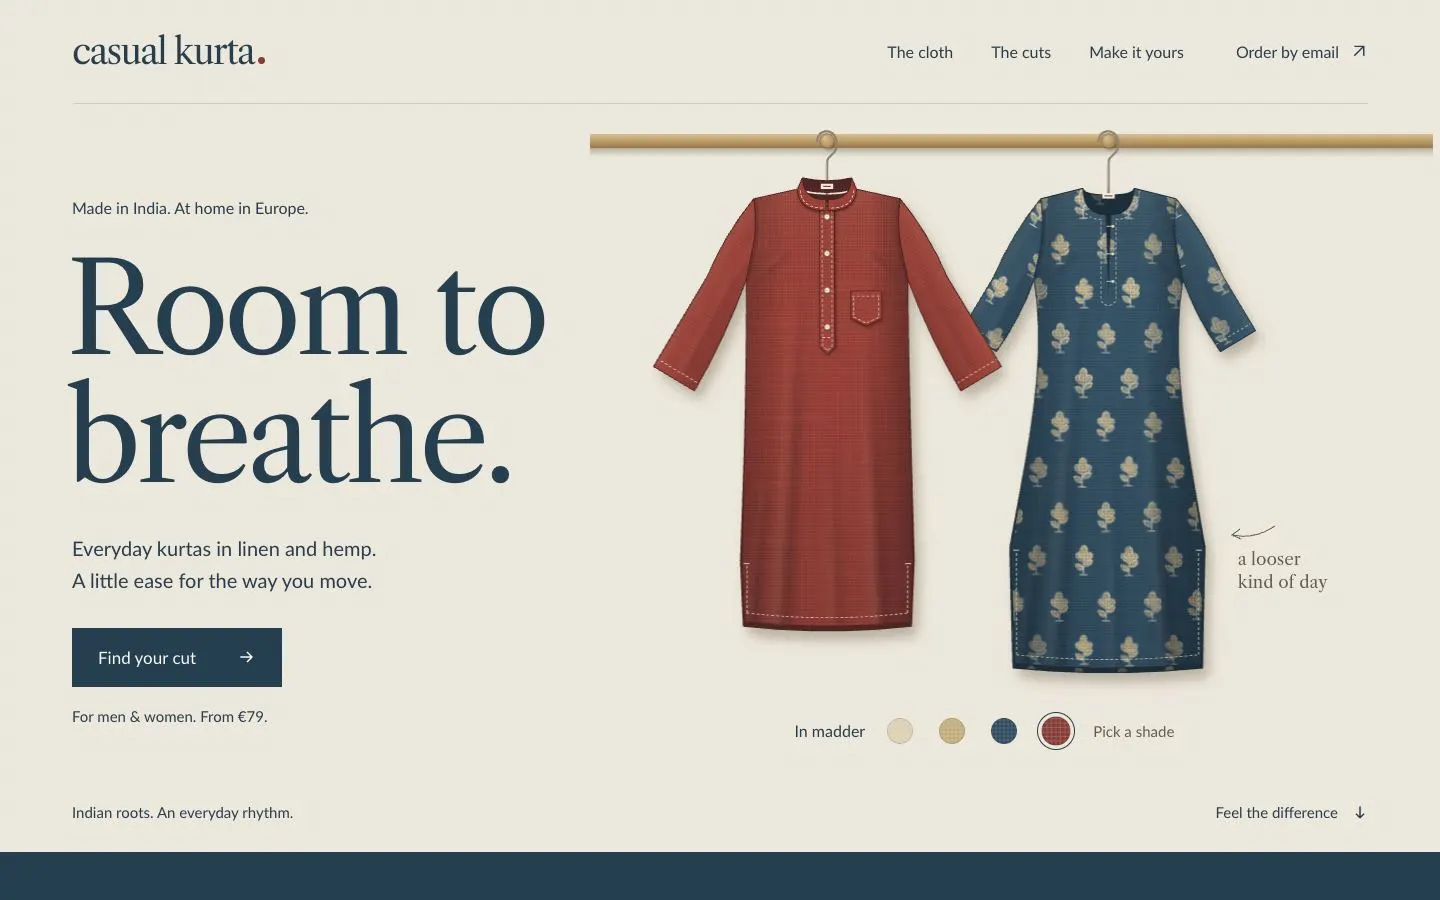 casual kurta.
The cloth
The cuts
Make it yours
Order by email
Made in India. At home in Europe.
Room to
breathe.
Everyday kurtas in linen and hemp.
A little ease for the way you move.
Find your cut
For men & women. From €79.
a looser
kind of day
In madder
Pick a shade
Indian roots. An everyday rhythm.
Feel the difference